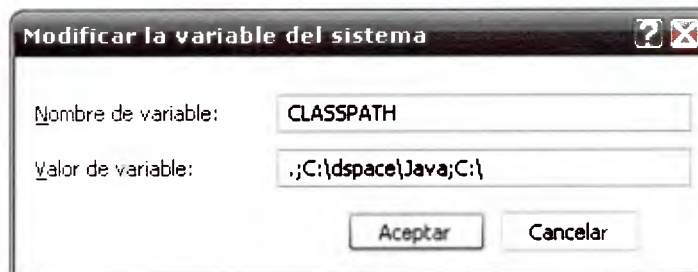 Modificar la variable del sistema
Nombre de variable: CLASSPATH
Valor de variable: .;C:\dspace\Java;C:\
Aceptar Cancelar